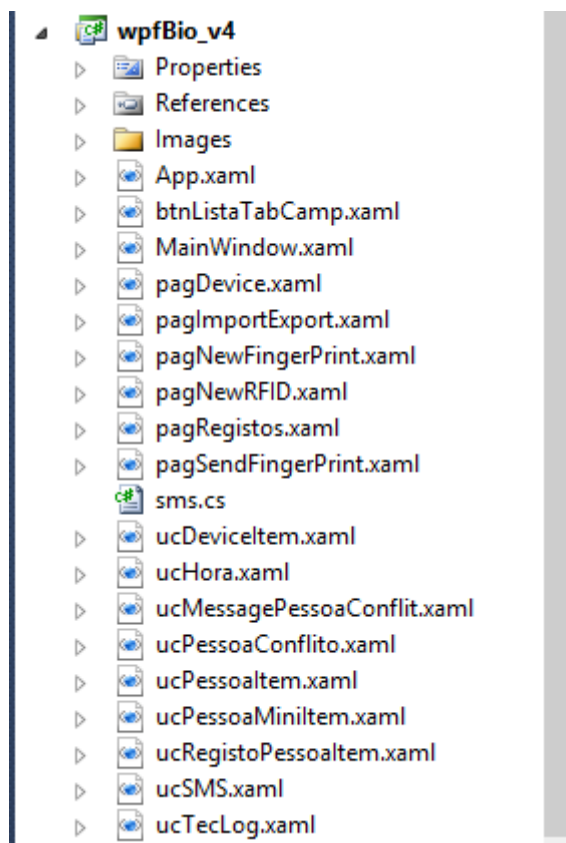 wpfBio_v4
Properties
References
Images
App.xaml
btnListaTabCamp.xaml
MainWindow.xaml
pagDevice.xaml
pagImportExport.xaml
pagNewFingerPrint.xaml
pagNewRFID.xaml
pagRegistos.xaml
pagSendFingerPrint.xaml
sms.cs
ucDeviceItem.xaml
ucHora.xaml
ucMessagePessoaConflit.xaml
ucPessoaConflito.xaml
ucPessoaItem.xaml
ucPessoaMiniItem.xaml
ucRegistoPessoaItem.xaml
ucSMS.xaml
ucTecLog.xaml